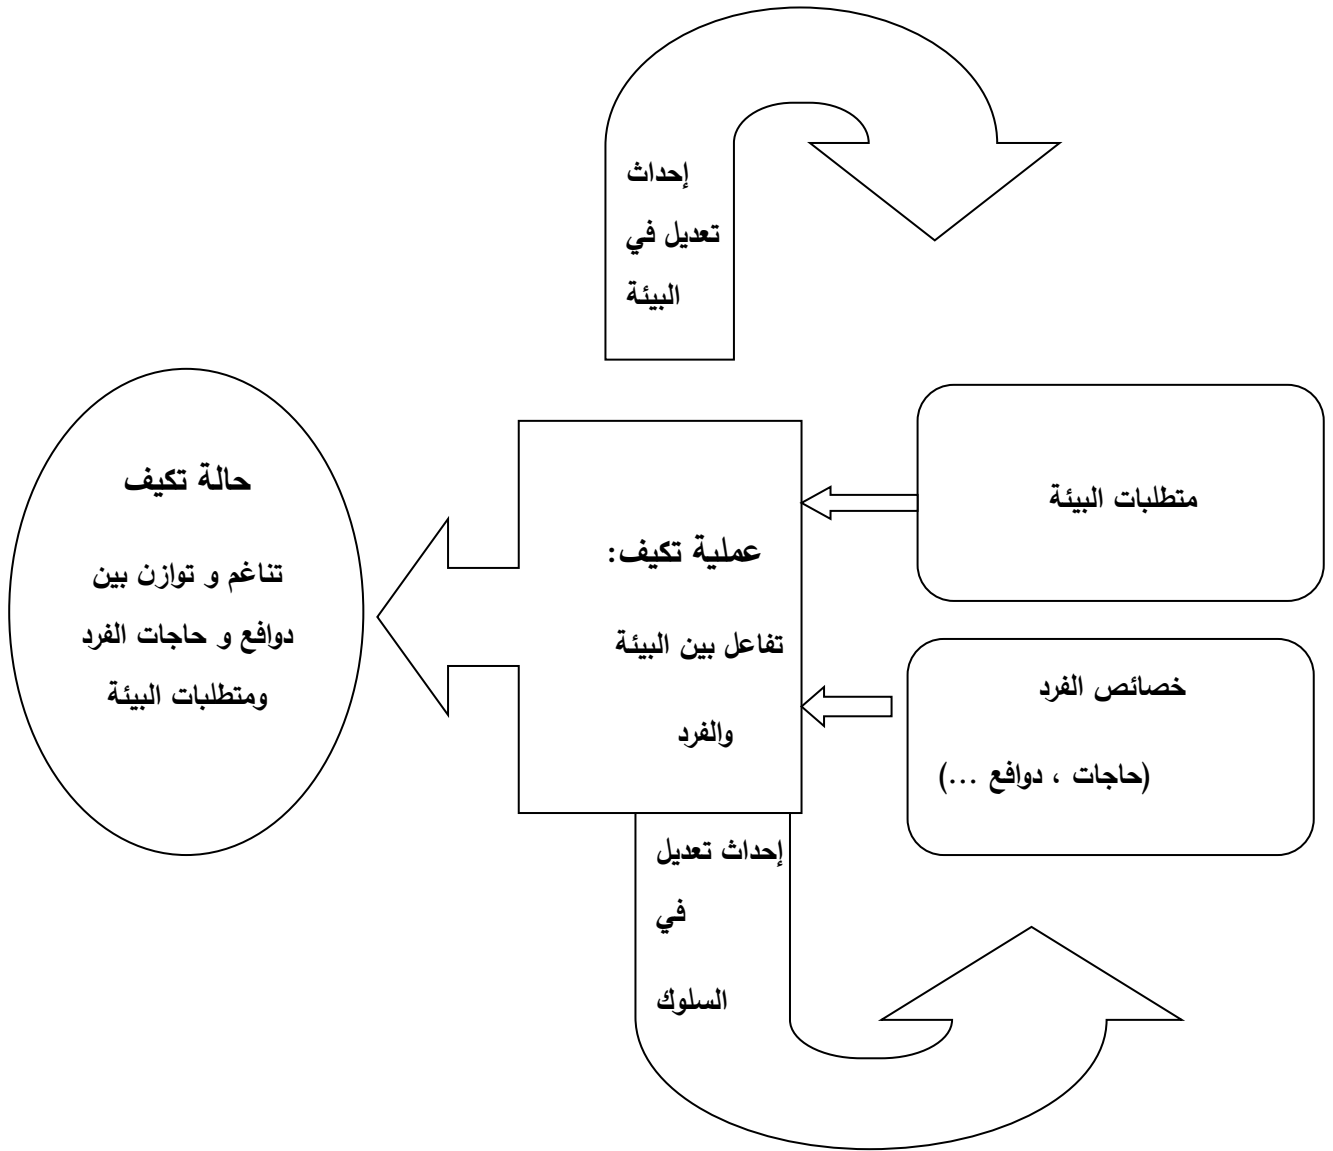 إحداث
تعديل في
البيئة
متطلبات البيئة
خصائص الفرد
(حاجات ، دوافع ...)
عملية تكيف:
تفاعل بين البيئة
والفرد
حالة تكيف
تناغم و توازن بين
دوافع و حاجات الفرد
ومتطلبات البيئة
إحداث تعديل
في
السلوك